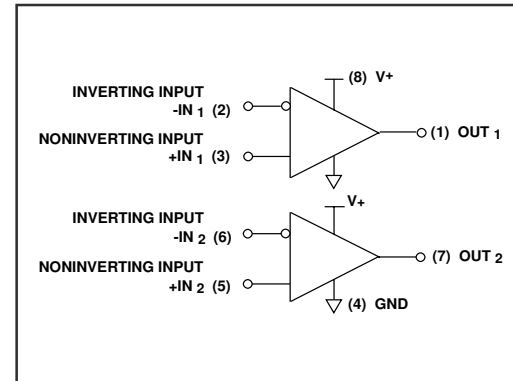 (8) V+
INVERTING INPUT
-IN 1 (2)
(1) OUT 1
NONINVERTING INPUT
+IN 1 (3)
V+
INVERTING INPUT
-IN 2 (6)
(7) OUT 2
NONINVERTING INPUT
+IN 2 (5)
(4) GND